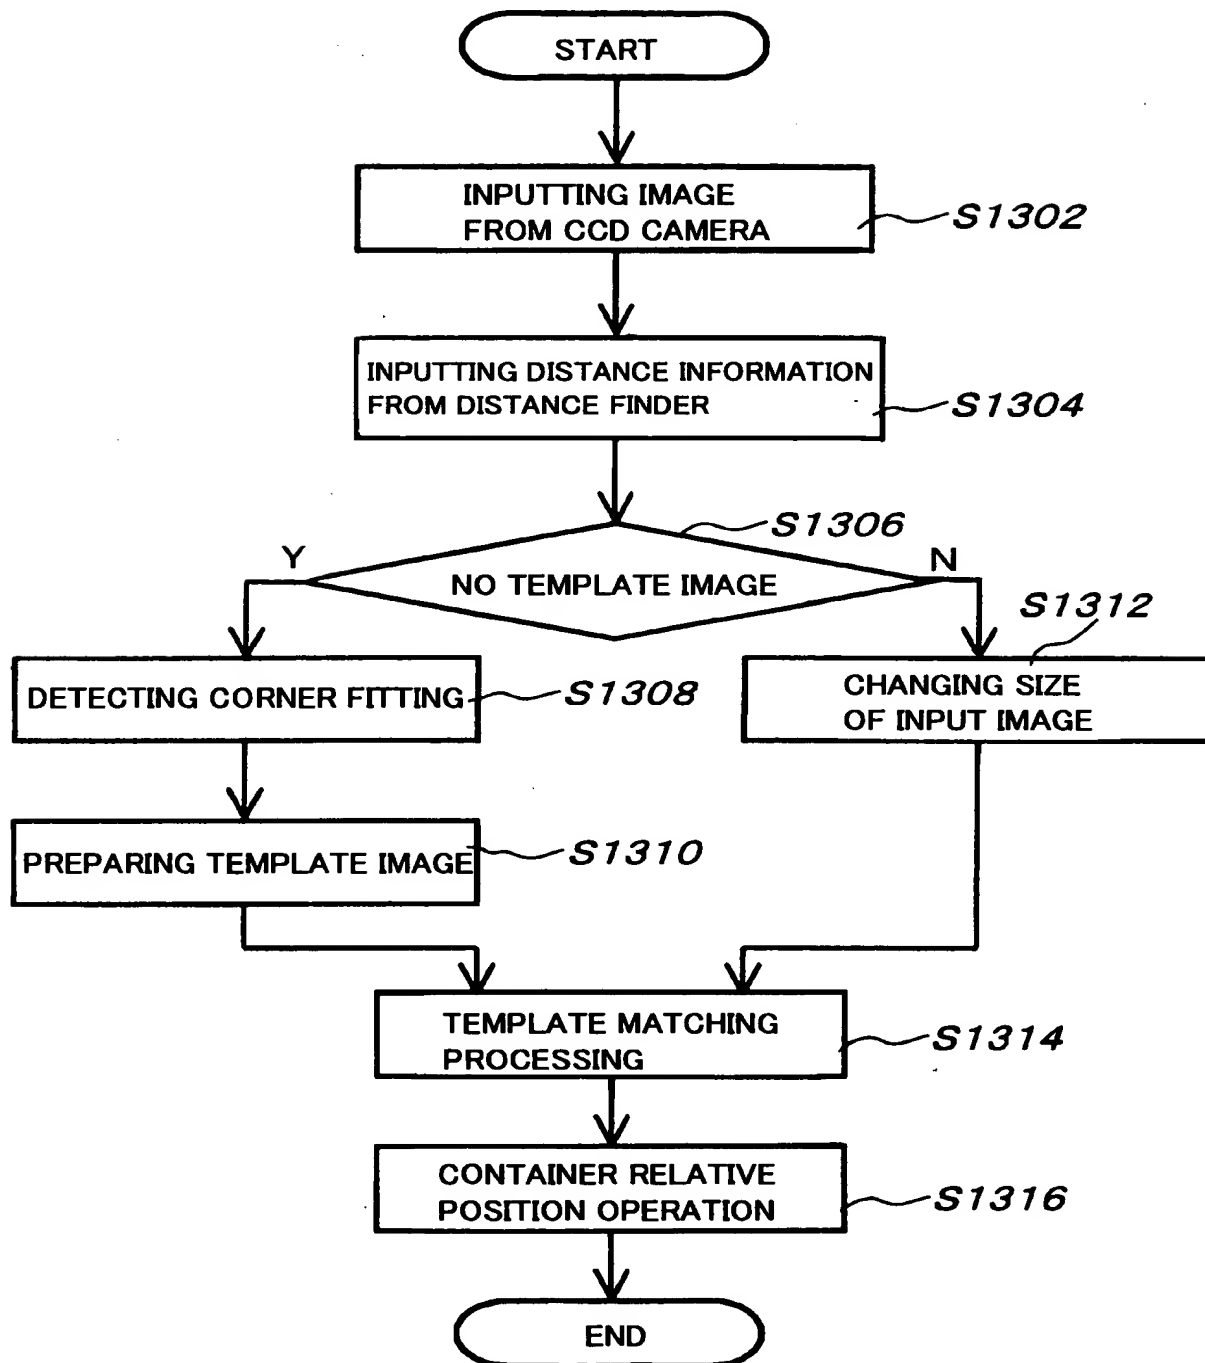 START
INPUTTING IMAGE
FROM CCD CAMERA
S1302
INPUTTING DISTANCE INFORMATION
FROM DISTANCE FINDER
S1304
S1306
Y
NO TEMPLATE IMAGE
N
S1312
DETECTING CORNER FITTING
S1308
CHANGING SIZE
OF INPUT IMAGE
PREPARING TEMPLATE IMAGE
S1310
TEMPLATE MATCHING
PROCESSING
S1314
CONTAINER RELATIVE
POSITION OPERATION
S1316
END